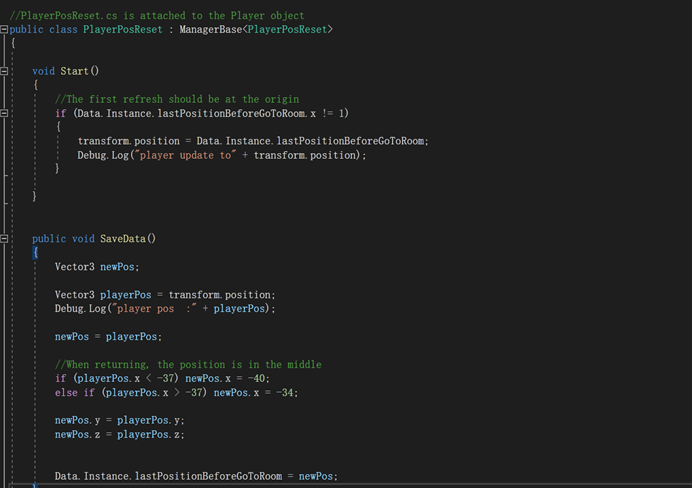 //PlayerPosReset.cs is attached to the Player object
public class PlayerPosReset : ManagerBase<PlayerPosReset>
{
void Start()
{
//The first refresh should be at the origin
if (Data.Instance.lastPositionBeforeGoToRoom.x != 1)
{
transform.position = Data.Instance.lastPositionBeforeGoToRoom;
Debug.Log("player update to" + transform.position);
}
}
public void SaveData()
{
Vector3 newPos;
Vector3 playerPos = transform.position;
Debug.Log("player pos  :" + playerPos);
newPos = playerPos;
//When returning, the position is in the middle
if (playerPos.x < -37) newPos.x = -40;
else if (playerPos.x > -37) newPos.x = -34;
newPos.y = playerPos.y;
newPos.z = playerPos.z;
Data.Instance.lastPositionBeforeGoToRoom = newPos;
}